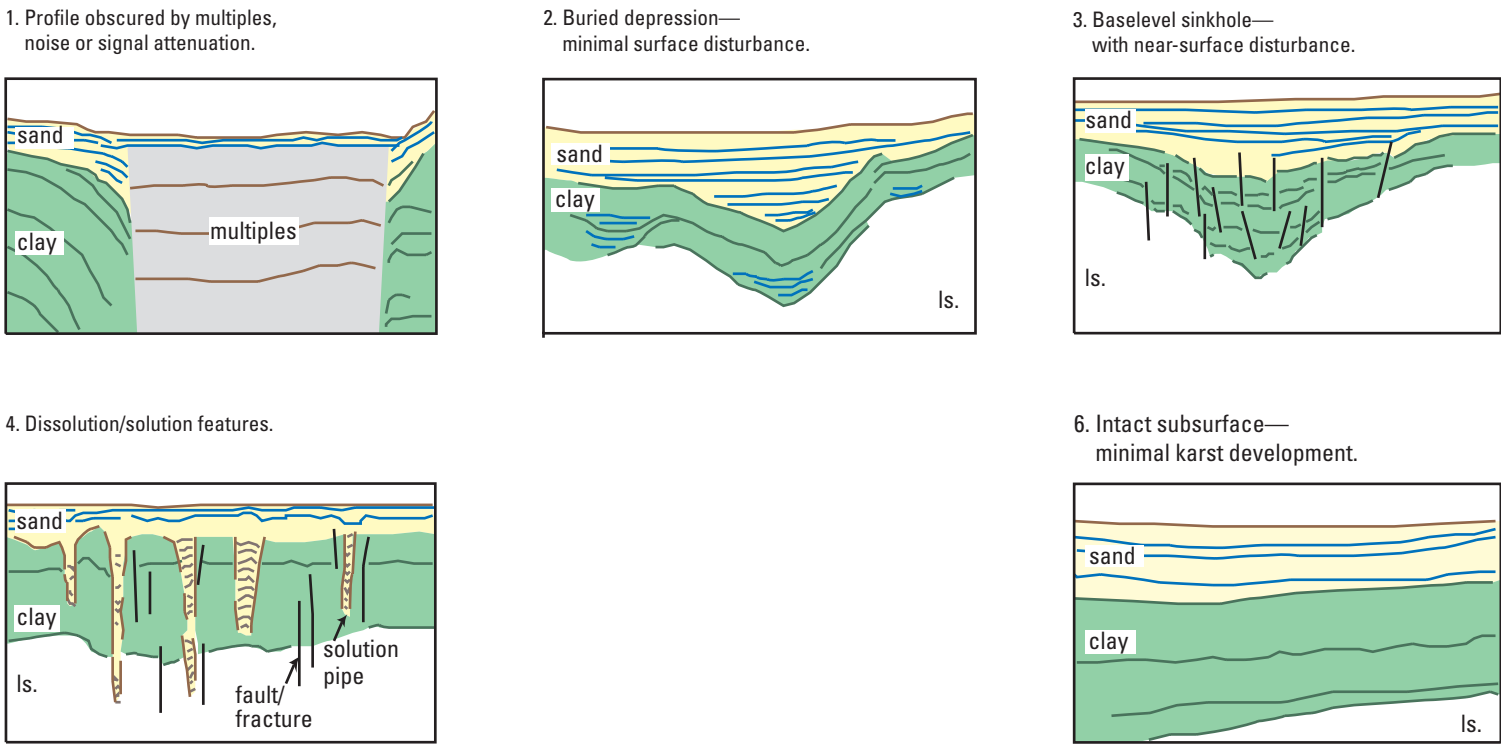 1. Profile obscured by multiples,
noise or signal attenuation.
sand
clay
multiples
2. Buried depression—
minimal surface disturbance.
sand
clay
ls.
3. Baselevel sinkhole—
with near-surface disturbance.
sand
clay
ls.
4. Dissolution/solution features.
sand
clay
ls.
fault/
fracture
solution
pipe
6. Intact subsurface—
minimal karst development.
sand
clay
ls.